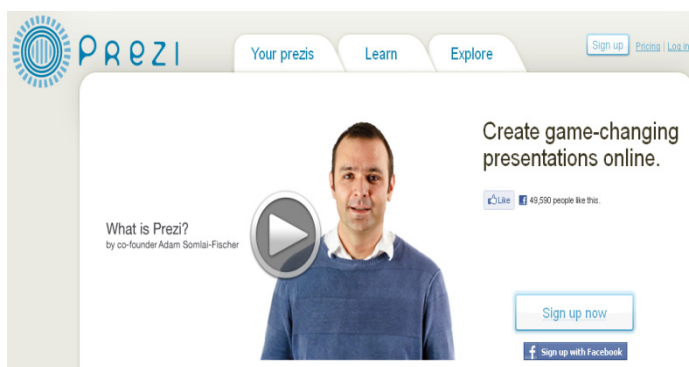 PREZI
Your prezis
Learn
Explore
Sign up
Pricing | Log in
Create game-changing
presentations online.
Like
49,590 people like this.
What is Prezi?
by co-founder Adam Somlai-Fischer
Sign up now
f Sign up with Facebook